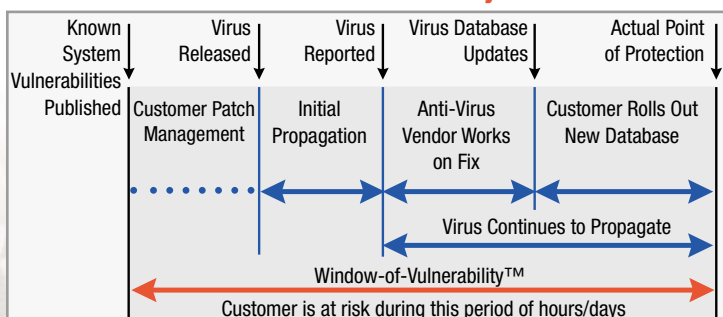 Known
System
Vulnerabilities
Published
Virus
Released
Virus
Reported
Virus Database
Updates
Actual Point
of Protection
Customer Patch
Management
Initial
Propagation
Anti-Virus
Vendor Works
on Fix
Customer Rolls Out
New Database
Virus Continues to Propagate
Window-of-Vulnerability™
Customer is at risk during this period of hours/days